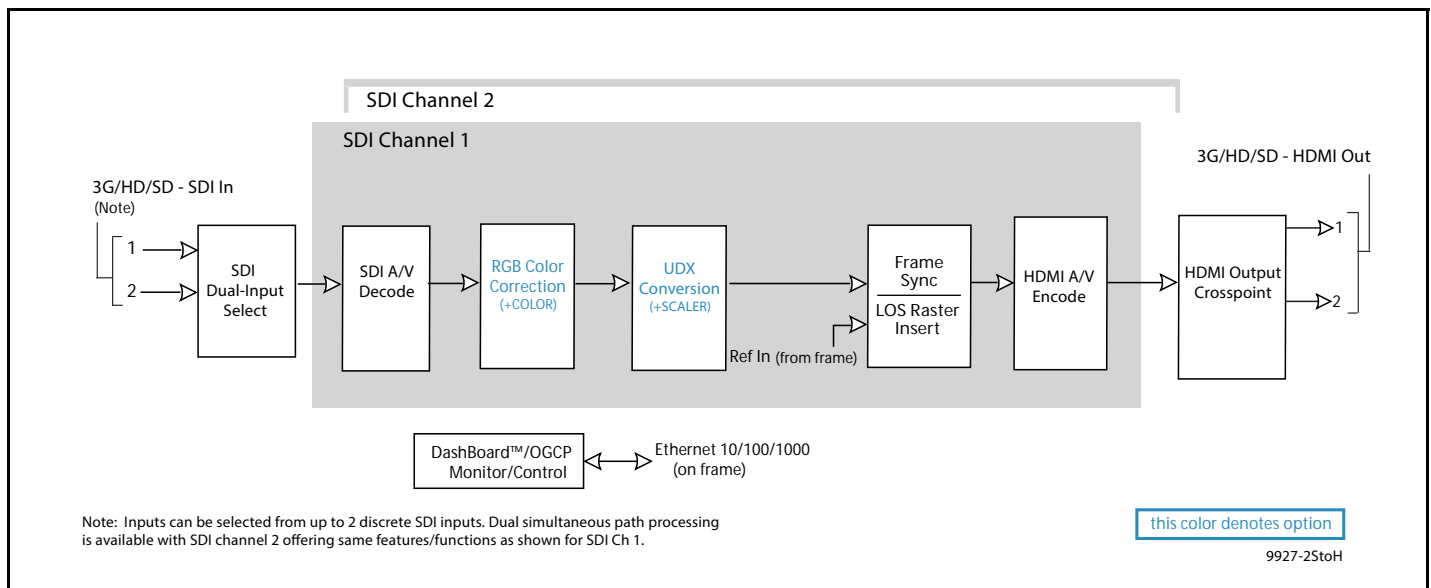 SDI Channel 2
SDI Channel 1
3G/HD/SD - SDI In
(Note)
1
2
SDI
Dual-Input
Select
SDI A/V
Decode
RGB Color
Correction
(+COLOR)
UDX
Conversion
(+SCALER)
Ref In (from frame)
Frame
Sync
LOS Raster
Insert
HDMI A/V
Encode
HDMI Output
Crosspoint
3G/HD/SD - HDMI Out
1
2
DashBoard™/OGCP
Monitor/Control
Ethernet 10/100/1000
(on frame)
Note: Inputs can be selected from up to 2 discrete SDI inputs. Dual simultaneous path processing
is available with SDI channel 2 offering same features/functions as shown for SDI Ch 1.
this color denotes option
9927-2StoH